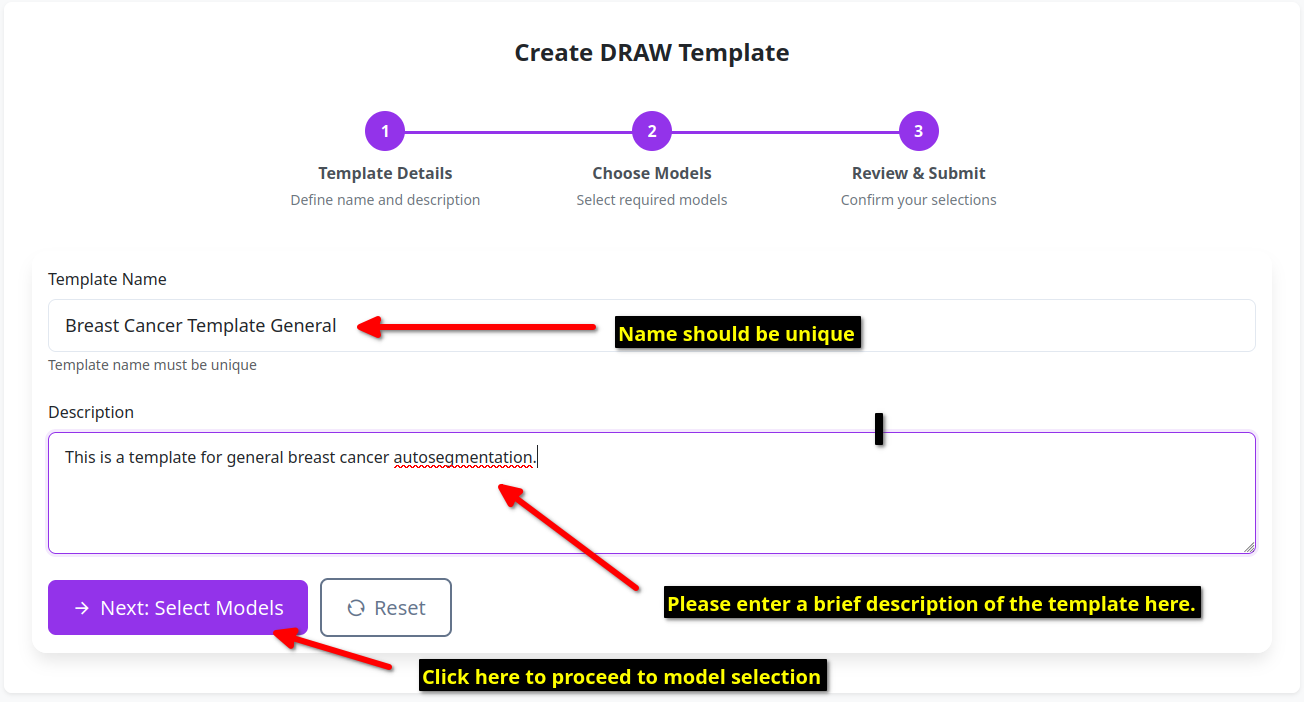 Create DRAW Template
1
2
3
Template Details
Choose Models
Review & Submit
Define name and description
Select required models
Confirm your selections
Template Name
Breast Cancer Template General
Name should be unique
Template name must be unique
Description
This is a template for general breast cancer autosegmentation.
Please enter a brief description of the template here.
Next: Select Models
Reset
Click here to proceed to model selection